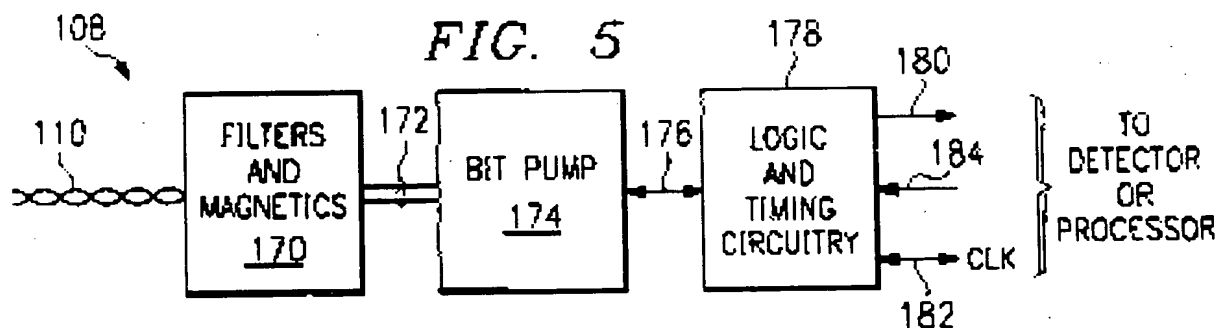 FIG. 5
108
110
FILTERS
AND
MAGNETICS
170
172
BIT PUMP
174
176
178
LOGIC
AND
TIMING
CIRCUITRY
180
184
CLK
182
TO
DETECTOR
OR
PROCESSOR